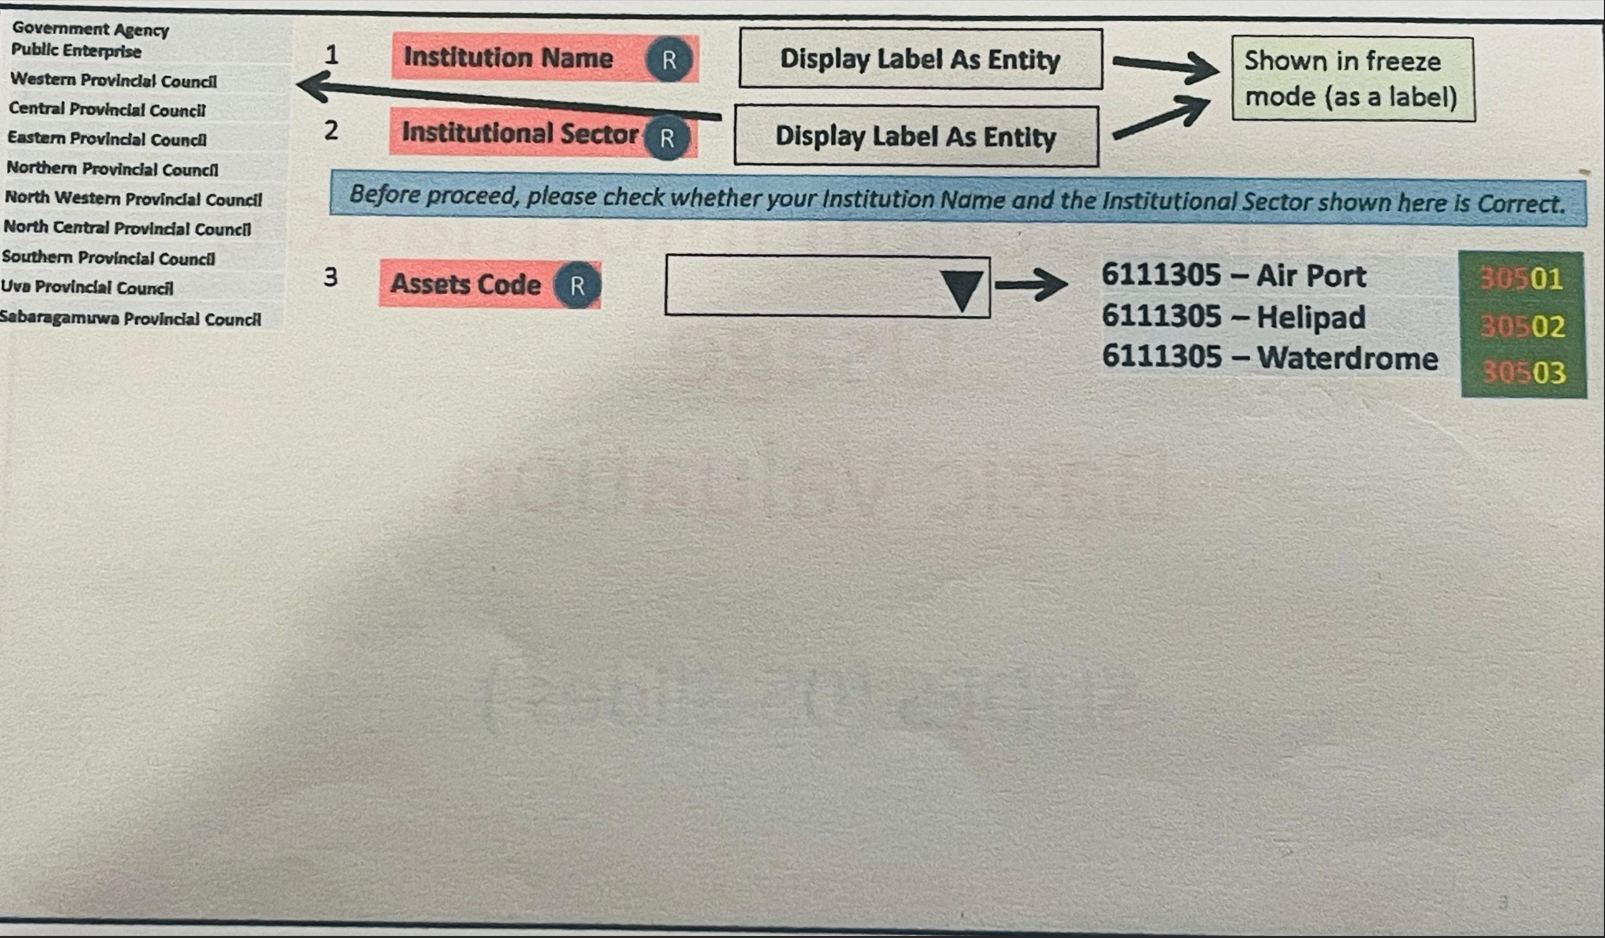 Government Agency
Public Enterprise
Western Provincial Council
Central Provincial Council
Eastern Provincial Council
Northern Provincial Council
North Western Provincial Council
North Central Provincial Council
Southern Provincial Council
Uva Provincial Council
Sabaragamuwa Provincial Council
1 Institution Name R Display Label As Entity
Shown in freeze
mode (as a label)
2 Institutional Sector R Display Label As Entity
Before proceed, please check whether your Institution Name and the Institutional Sector shown here is Correct.
3 Assets Code R
6111305 – Air Port 30501
6111305 – Helipad 30502
6111305 – Waterdrome 30503
Basic Valuation
3